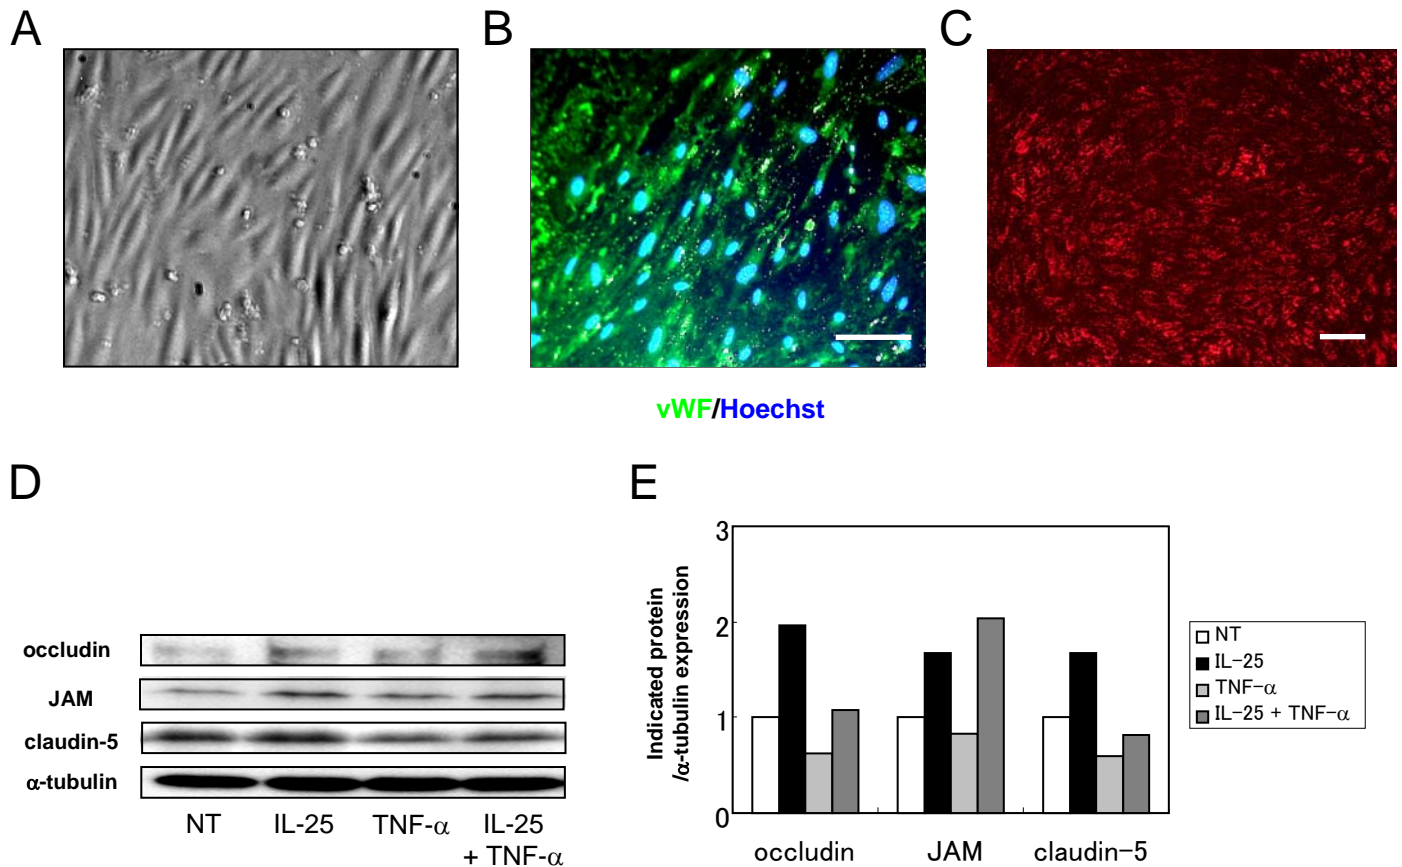 A
B
C
vWF/Hoechst
D
occludin
JAM
claudin-5
α-tubulin
NT
IL-25
TNF-α
IL-25
+ TNF-α
E
Indicated protein
/α-tubulin expression
3
2
1
0
occludin
JAM
claudin-5
NT
IL-25
TNF-α
IL-25 + TNF-α